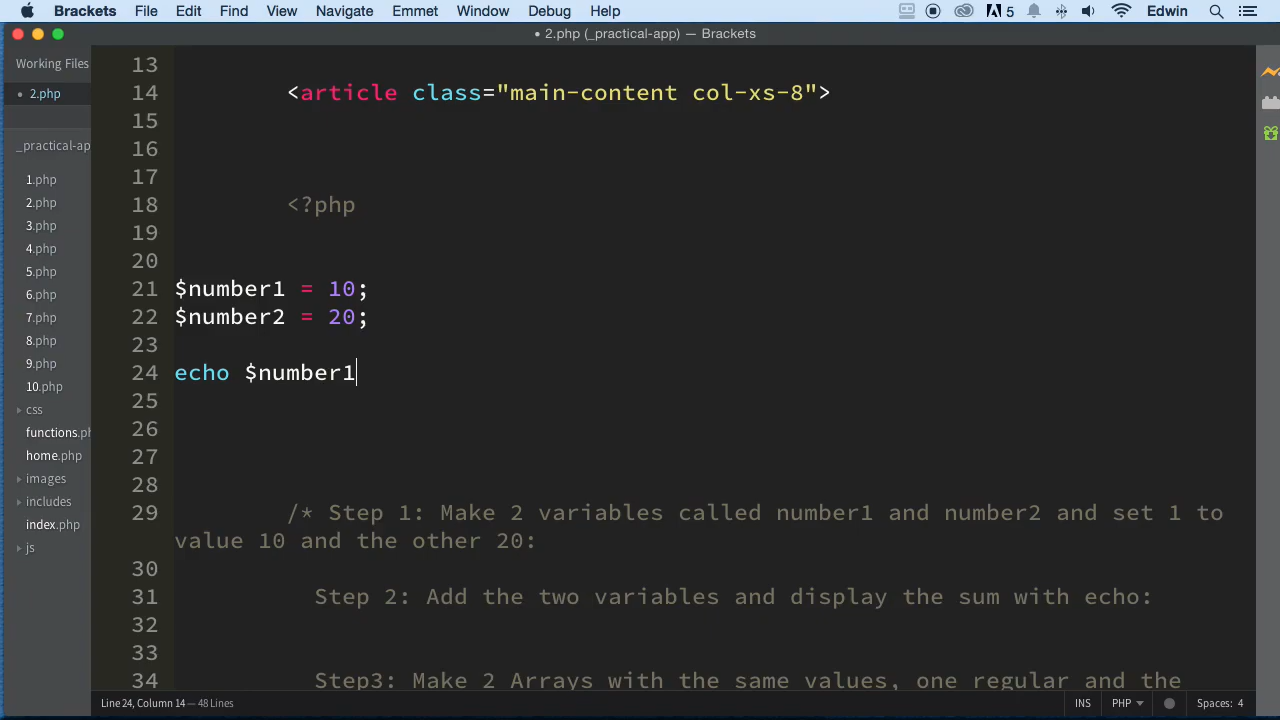 Brackets File Edit Find View Navigate Emmet Window Debug Help 5 Edwin
• 2.php (_practical-app) — Brackets
Working Files
• 2.php
_practical-ap
1.php
2.php
3.php
4.php
5.php
6.php
7.php
8.php
9.php
10.php
css
functions.ph
home.php
images
includes
index.php
js
13
14 <article class="main-content col-xs-8">
15
16
17
18 <?php
19
20
21 $number1 = 10;
22 $number2 = 20;
23
24 echo $number1
25
26
27
28
29 /* Step 1: Make 2 variables called number1 and number2 and set 1 to
value 10 and the other 20:
30
31 Step 2: Add the two variables and display the sum with echo:
32
33
34 Step3: Make 2 Arrays with the same values, one regular and the
Line 24, Column 14 — 48 Lines INS PHP Spaces: 4